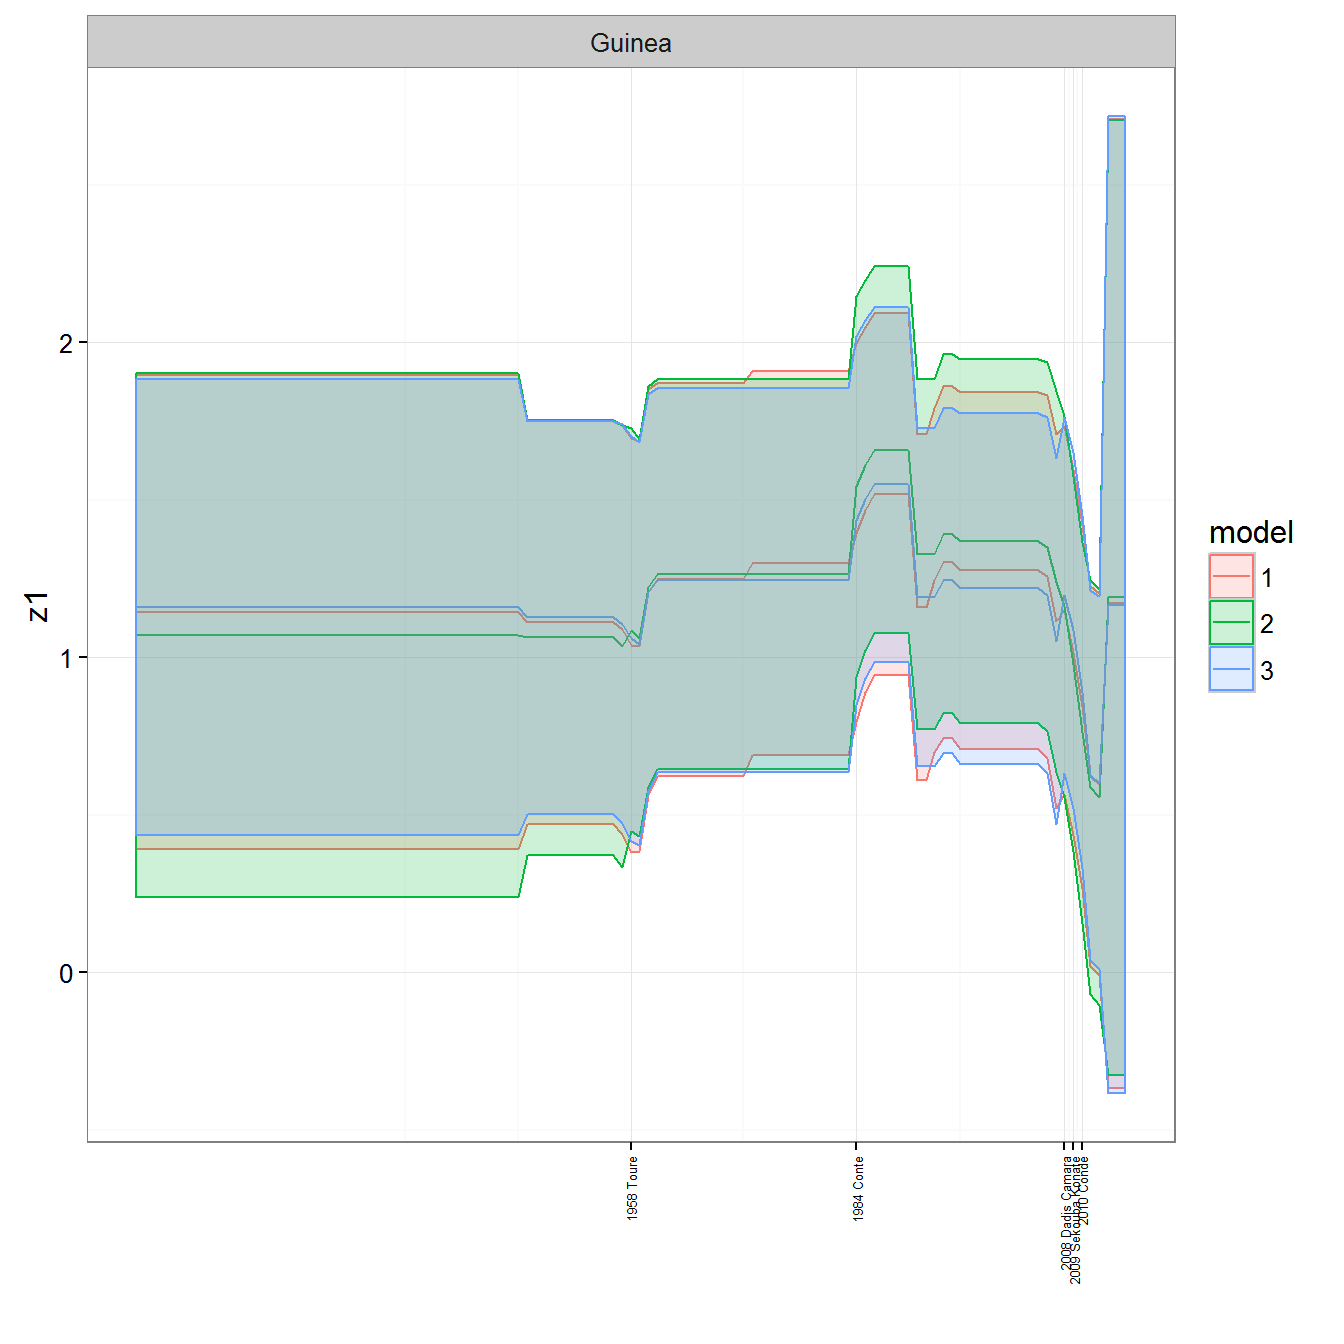 Guinea
z1
2
1
0
1958 Toure
1984 Conte
2008 Dadis Camara
2009 Sekouba Konate
2010 Conde
model
1
2
3